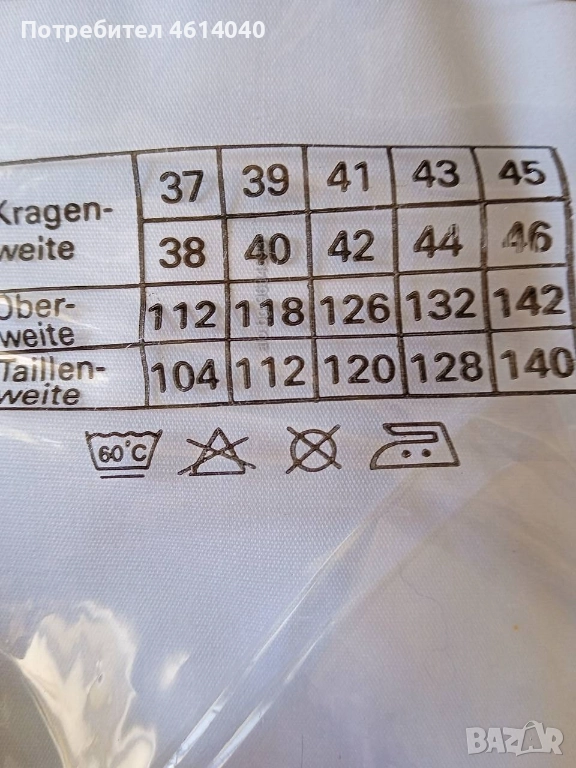 Потребител 4614040
Kragen- 37 39 41 43 45
weite 38 40 42 44 46
Ober-
weite 112 118 126 132 142
Taillen-
weite 104 112 120 128 140
60°C
BAZAR